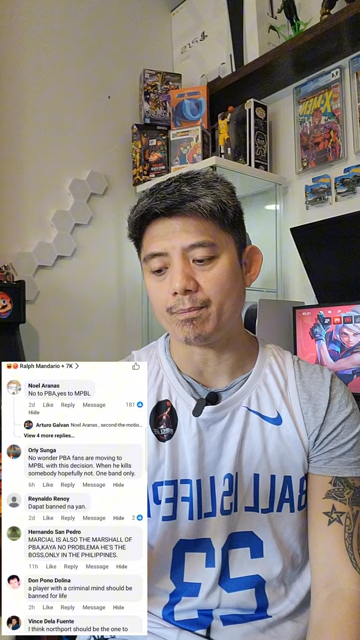 X-MEN
BALL IS LIFE
23
Ralph Mandario + 7K
Noel Aranas
No to PBA,yes to MPBL
2d Like Reply Message 181
Hide
Arturo Galvan Noel Aranas , second the motio...
View 4 more replies...
Orly Sunga
No wonder PBA fans are moving to
MPBL with this decision. When he kills
somebody hopefully not. One band only.
6h Like Reply Message Hide
Reynaldo Renoy
Dapat banned na yan.
2d Like Reply Message Hide 3
Hernando San Pedro
MARCIAL IS ALSO THE MARSHALL OF
PBA,KAYA NO PROBLEMA HE'S THE
BOSS,ONLY IN THE PHILIPPINES.
11h Like Reply Message Hide
Don Pono Dolina
a player with a criminal mind should be
banned for life
2h Like Reply Message Hide
Vince Dela Fuente
I think northport should be the one to